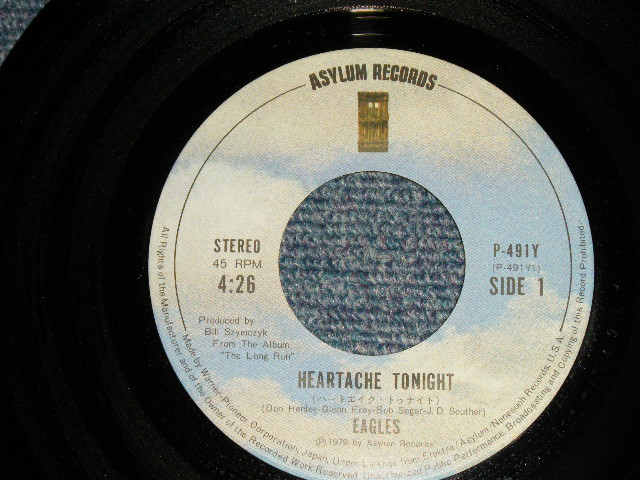 ASYLUM RECORDS
STEREO
45 RPM
4:26
P-491Y
(P-491Y1)
SIDE 1
Produced by
Bill Szymczyk
From The Album
"The Long Run"
HEARTACHE TONIGHT
(ハートエイク・トゥナイト)
(Don Henley-Glenn Frey-Bob Seger-J.D. Souther)
EAGLES
Ⓟ1979 by Asylum Records
All Rights of the Manufacturer and of the Owner of the Recorded Work Reserved. Unauthorized Public Performance, Broadcasting and Copying of this Record Prohibited.
Made by Warner-Pioneer Corporation, Japan, Under License from Elektra/Asylum/Nonesuch Records, U.S.A.